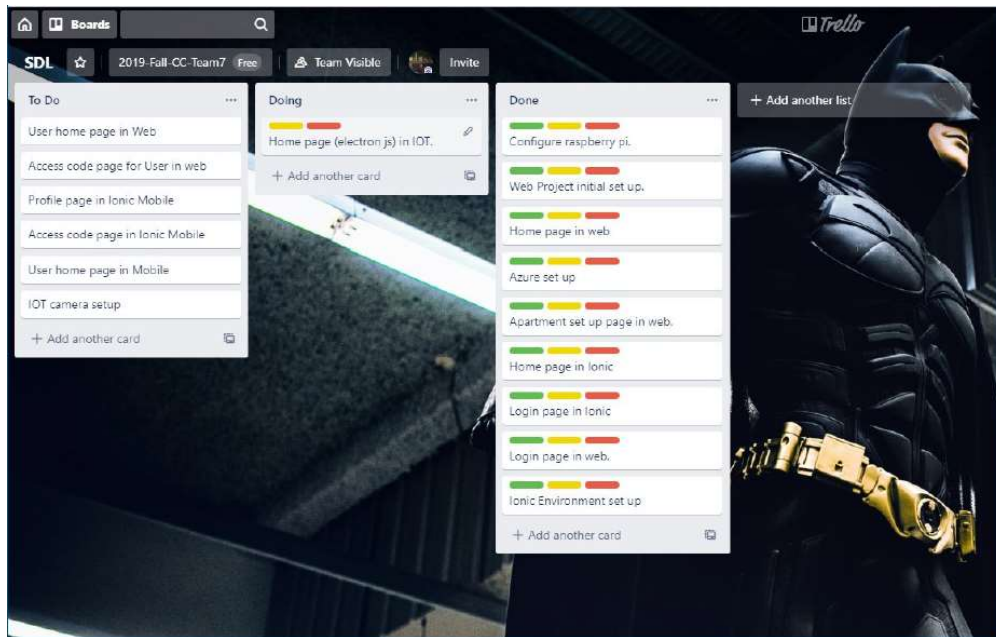 Boards
Trello
SDL
2019-Fall-CC-Team7 Free
Team Visible
Invite
To Do
User home page in Web
Access code page for User in web
Profile page in Ionic Mobile
Access code page in Ionic Mobile
User home page in Mobile
IOT camera setup
+ Add another card
Doing
Home page (electron js) in IOT.
+ Add another card
Done
Configure raspberry pi.
Web Project initial set up.
Home page in web
Azure set up
Apartment set up page in web.
Home page in Ionic
Login page in Ionic
Login page in web.
Ionic Environment set up
+ Add another card
+ Add another list